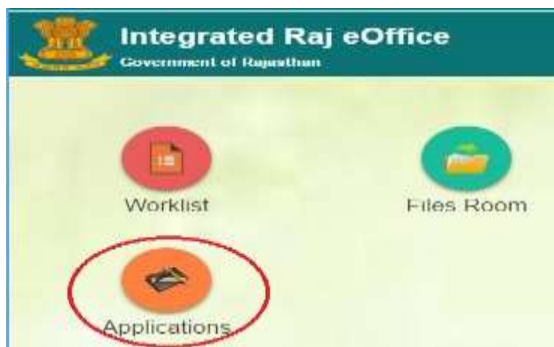 Integrated Raj eOffice
Government of Rajasthan
Worklist
Files Room
Applications